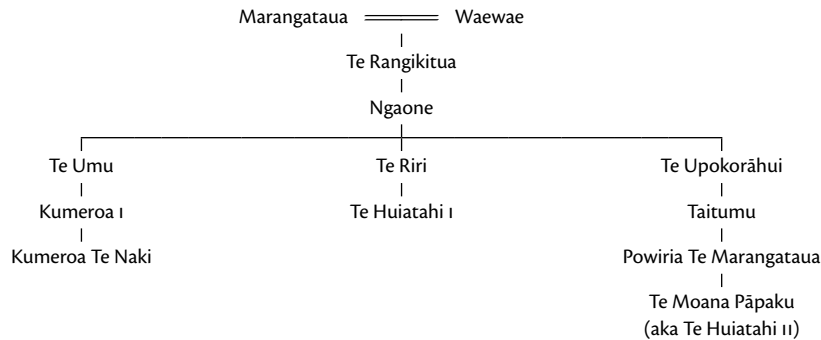 Marangataua Waewae
Te Rangikitua
Ngaone
Te Umu Te Riri Te Upokorāhui
Kumeroa I Te Huiatahi I Taitumu
Kumeroa Te Naki Powiria Te Marangataua
Te Moana Pāpaku
(aka Te Huiatahi II)